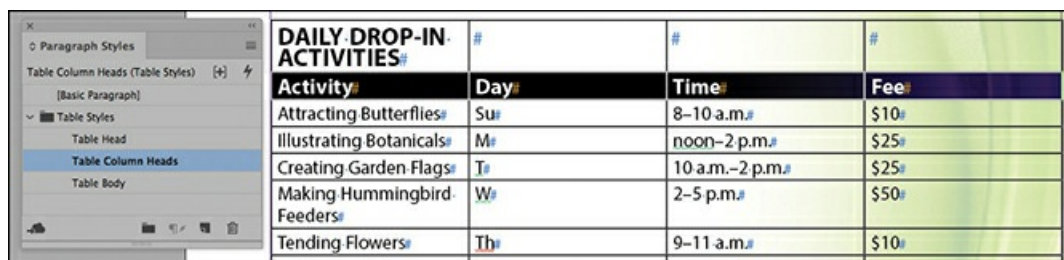 Paragraph Styles
Table Column Heads (Table Styles) [+]
[Basic Paragraph]
Table Styles
Table Head
Table Column Heads
Table Body
DAILY·DROP-IN· # # #
ACTIVITIES#
Activity# Day# Time# Fee#
Attracting·Butterflies# Su# 8–10·a.m.# $10#
Illustrating·Botanicals# M# noon–2·p.m.# $25#
Creating·Garden·Flags# T# 10·a.m.–2·p.m.# $25#
Making·Hummingbird· W# 2–5·p.m.# $50#
Feeders#
Tending·Flowers# Th# 9–11·a.m.# $10#